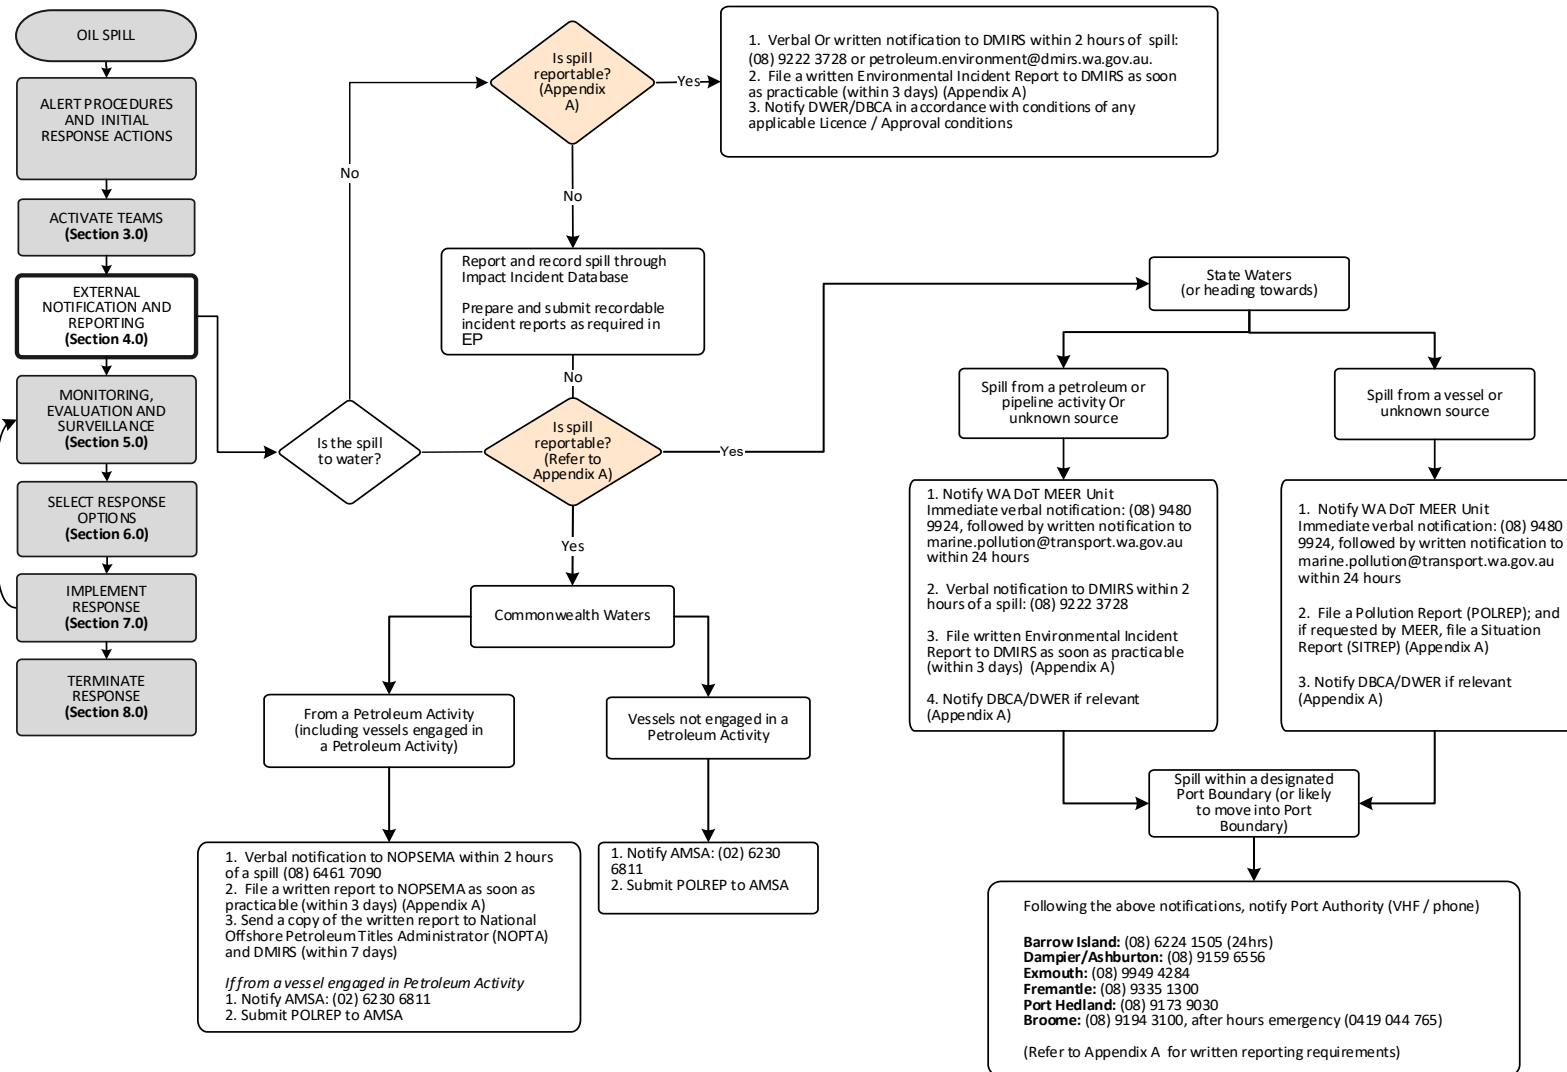 OIL SPILL
ALERT PROCEDURES
AND INITIAL
RESPONSE ACTIONS
ACTIVATE TEAMS
(Section 3.0)
EXTERNAL
NOTIFICATION AND
REPORTING
(Section 4.0)
MONITORING,
EVALUATION AND
SURVEILLANCE
(Section 5.0)
SELECT RESPONSE
OPTIONS
(Section 6.0)
IMPLEMENT
RESPONSE
(Section 7.0)
TERMINATE
RESPONSE
(Section 8.0)
Is the spill
to water?
No
Is spill
reportable?
(Appendix
A)
Yes
1. Verbal Or written notification to DMIRS within 2 hours of spill:
(08) 9222 3728 or petroleum.environment@dmirs.wa.gov.au.
2. File a written Environmental Incident Report to DMIRS as soon
as practicable (within 3 days) (Appendix A)
3. Notify DWER/DBCA in accordance with conditions of any
applicable Licence / Approval conditions
No
Report and record spill through
Impact Incident Database
Prepare and submit recordable
incident reports as required in
EP
No
Is spill
reportable?
(Refer to
Appendix A)
Yes
Yes
Commonwealth Waters
From a Petroleum Activity
(including vessels engaged in
a Petroleum Activity)
Vessels not engaged in a
Petroleum Activity
1. Verbal notification to NOPSEMA within 2 hours
of a spill (08) 6461 7090
2. File a written report to NOPSEMA as soon as
practicable (within 3 days) (Appendix A)
3. Send a copy of the written report to National
Offshore Petroleum Titles Administrator (NOPTA)
and DMIRS (within 7 days)
If from a vessel engaged in Petroleum Activity
1. Notify AMSA: (02) 6230 6811
2. Submit POLREP to AMSA
1. Notify AMSA: (02) 6230
6811
2. Submit POLREP to AMSA
State Waters
(or heading towards)
Spill from a petroleum or
pipeline activity Or
unknown source
Spill from a vessel or
unknown source
1. Notify WA DoT MEER Unit
Immediate verbal notification: (08) 9480
9924, followed by written notification to
marine.pollution@transport.wa.gov.au
within 24 hours
2. Verbal notification to DMIRS within 2
hours of a spill: (08) 9222 3728
3. File written Environmental Incident
Report to DMIRS as soon as practicable
(within 3 days) (Appendix A)
4. Notify DBCA/DWER if relevant
(Appendix A)
1. Notify WA DoT MEER Unit
Immediate verbal notification: (08) 9480
9924, followed by written notification to
marine.pollution@transport.wa.gov.au
within 24 hours
2. File a Pollution Report (POLREP); and
if requested by MEER, file a Situation
Report (SITREP) (Appendix A)
3. Notify DBCA/DWER if relevant
(Appendix A)
Spill within a designated
Port Boundary (or likely
to move into Port
Boundary)
Following the above notifications, notify Port Authority (VHF / phone)
Barrow Island: (08) 6224 1505 (24hrs)
Dampier/Ashburton: (08) 9159 6556
Exmouth: (08) 9949 4284
Fremantle: (08) 9335 1300
Port Hedland: (08) 9173 9030
Broome: (08) 9194 3100, after hours emergency (0419 044 765)
(Refer to Appendix A for written reporting requirements)